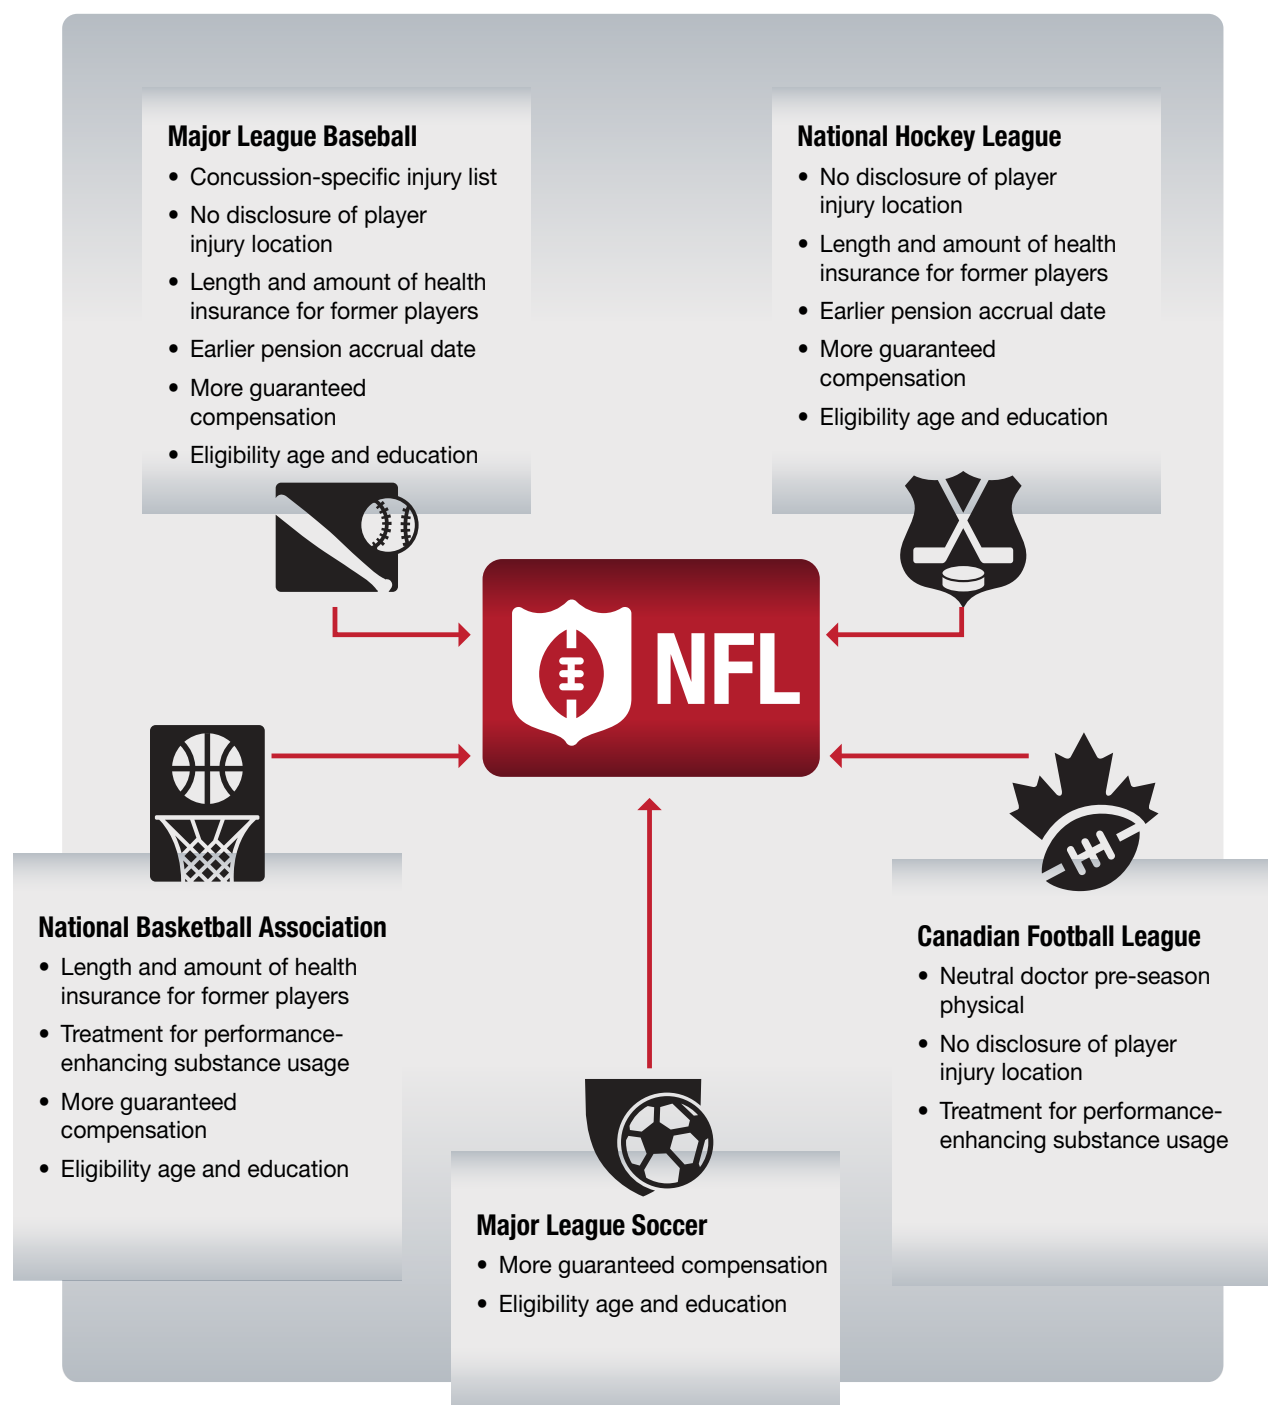 Major League Baseball
• Concussion-specific injury list
• No disclosure of player
injury location
• Length and amount of health
insurance for former players
• Earlier pension accrual date
• More guaranteed
compensation
• Eligibility age and education
National Hockey League
• No disclosure of player
injury location
• Length and amount of health
insurance for former players
• Earlier pension accrual date
• More guaranteed
compensation
• Eligibility age and education
NFL
National Basketball Association
• Length and amount of health
insurance for former players
• Treatment for performance-
enhancing substance usage
• More guaranteed
compensation
• Eligibility age and education
Canadian Football League
• Neutral doctor pre-season
physical
• No disclosure of player
injury location
• Treatment for performance-
enhancing substance usage
Major League Soccer
• More guaranteed compensation
• Eligibility age and education